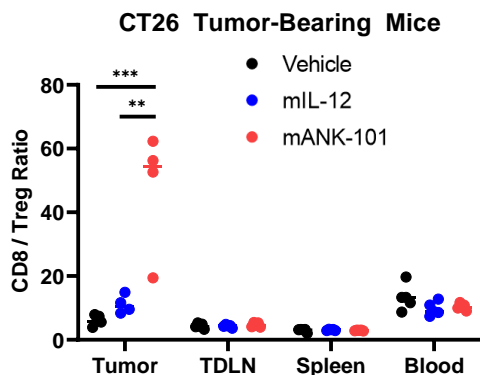 CT26 Tumor-Bearing Mice
Vehicle
mIL-12
mANK-101
***
**
CD8 / Treg Ratio
80
60
40
20
0
Tumor TDLN Spleen Blood